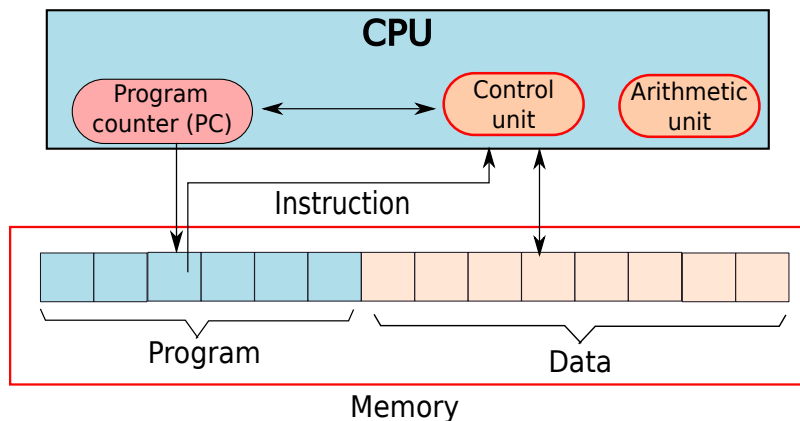 CPU
Program
counter (PC)
Control
unit
Arithmetic
unit
Instruction
Program
Data
Memory